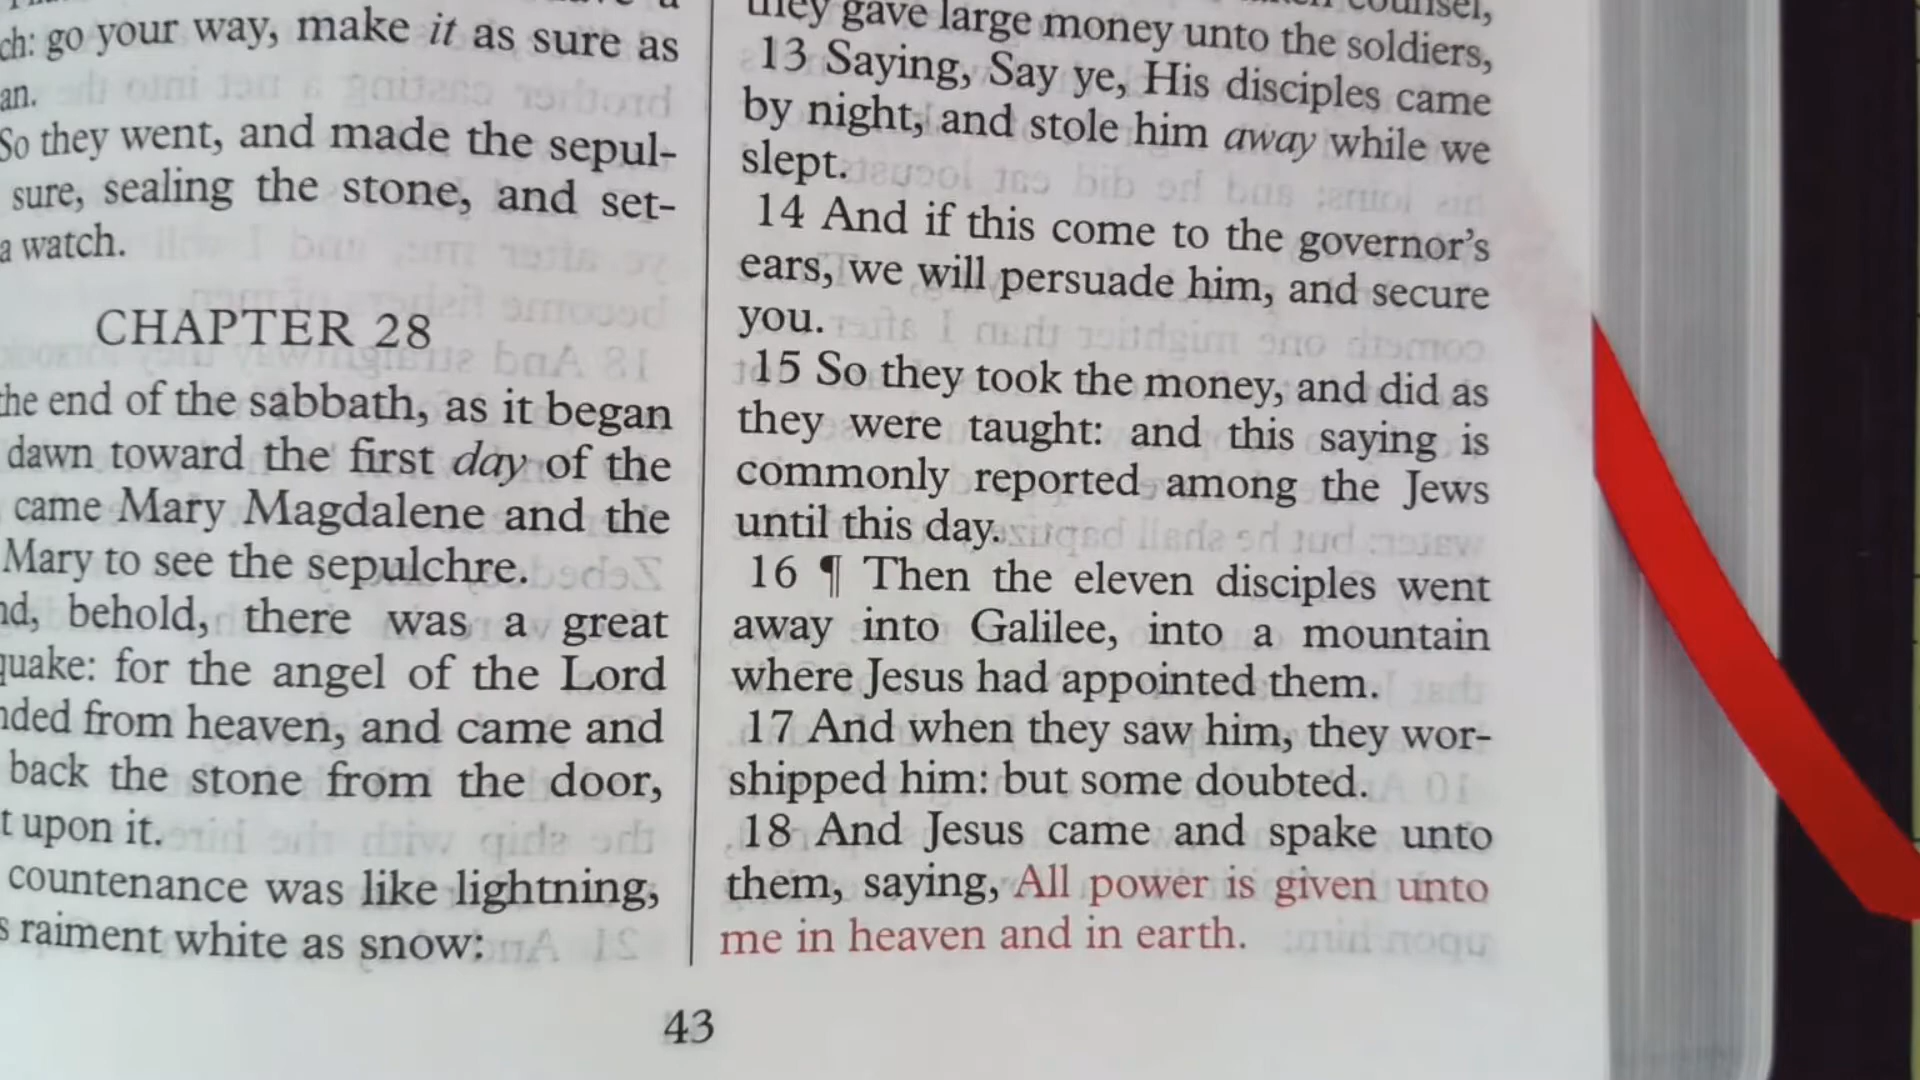 ch: go your way, make it as sure as
an.
So they went, and made the sepul-
sure, sealing the stone, and set-
a watch.
CHAPTER 28
the end of the sabbath, as it began
dawn toward the first day of the
came Mary Magdalene and the
Mary to see the sepulchre.
nd, behold, there was a great
quake: for the angel of the Lord
nded from heaven, and came and
back the stone from the door,
t upon it.
countenance was like lightning,
s raiment white as snow:
counsel,
they gave large money unto the soldiers,
13 Saying, Say ye, His disciples came
by night, and stole him away while we
slept.
14 And if this come to the governor's
ears, we will persuade him, and secure
you.
15 So they took the money, and did as
they were taught: and this saying is
commonly reported among the Jews
until this day.
16 ¶ Then the eleven disciples went
away into Galilee, into a mountain
where Jesus had appointed them.
17 And when they saw him, they wor-
shipped him: but some doubted.
18 And Jesus came and spake unto
them, saying, All power is given unto
me in heaven and in earth.
43